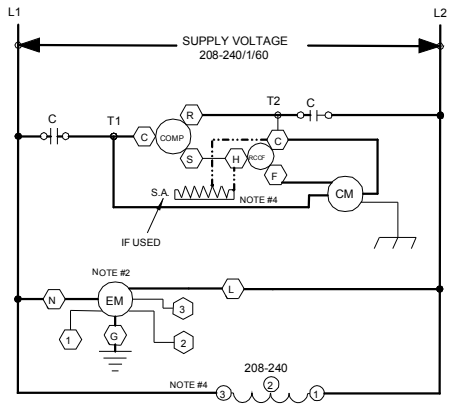 L1
L2
SUPPLY VOLTAGE
208-240/1/60
C
T1
C
COMP
R
S
H
T2
C
C
RCCF
F
CM
S.A.
NOTE #4
IF USED
NOTE #2
N
EM
L
3
1
2
G
208-240
NOTE #4
3
2
1